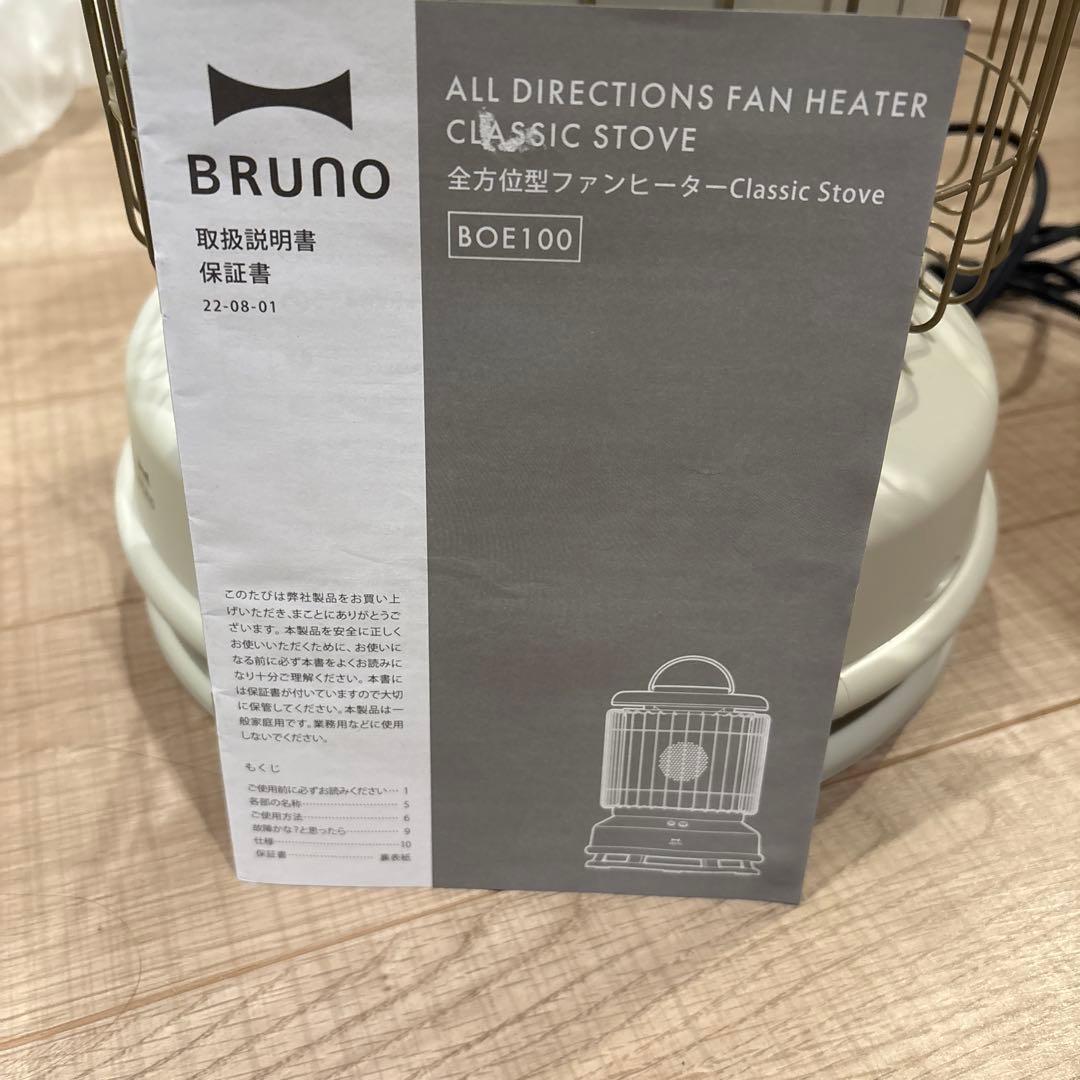 BRUNO
取扱説明書
保証書
22-08-01
ALL DIRECTIONS FAN HEATER
CLASSIC STOVE
全方位型ファンヒーターClassic Stove
BOE100
このたびは弊社製品をお買い上
げいただき、まことにありがとうご
ざいます。本製品を安全に正しく
お使いいただくために、お使いに
なる前に必ず本書をよくお読みに
なり十分ご理解ください。本書に
は保証書が付いていますので大切
に保管してください。本製品は一
般家庭用です。業務用などに使用
しないでください。
もくじ
ご使用前に必ずお読みください… 1
各部の名称…………………… 5
ご使用方法…………………… 6
故障かな?と思ったら………… 9
仕様…………………………… 10
保証書………………… 裏表紙